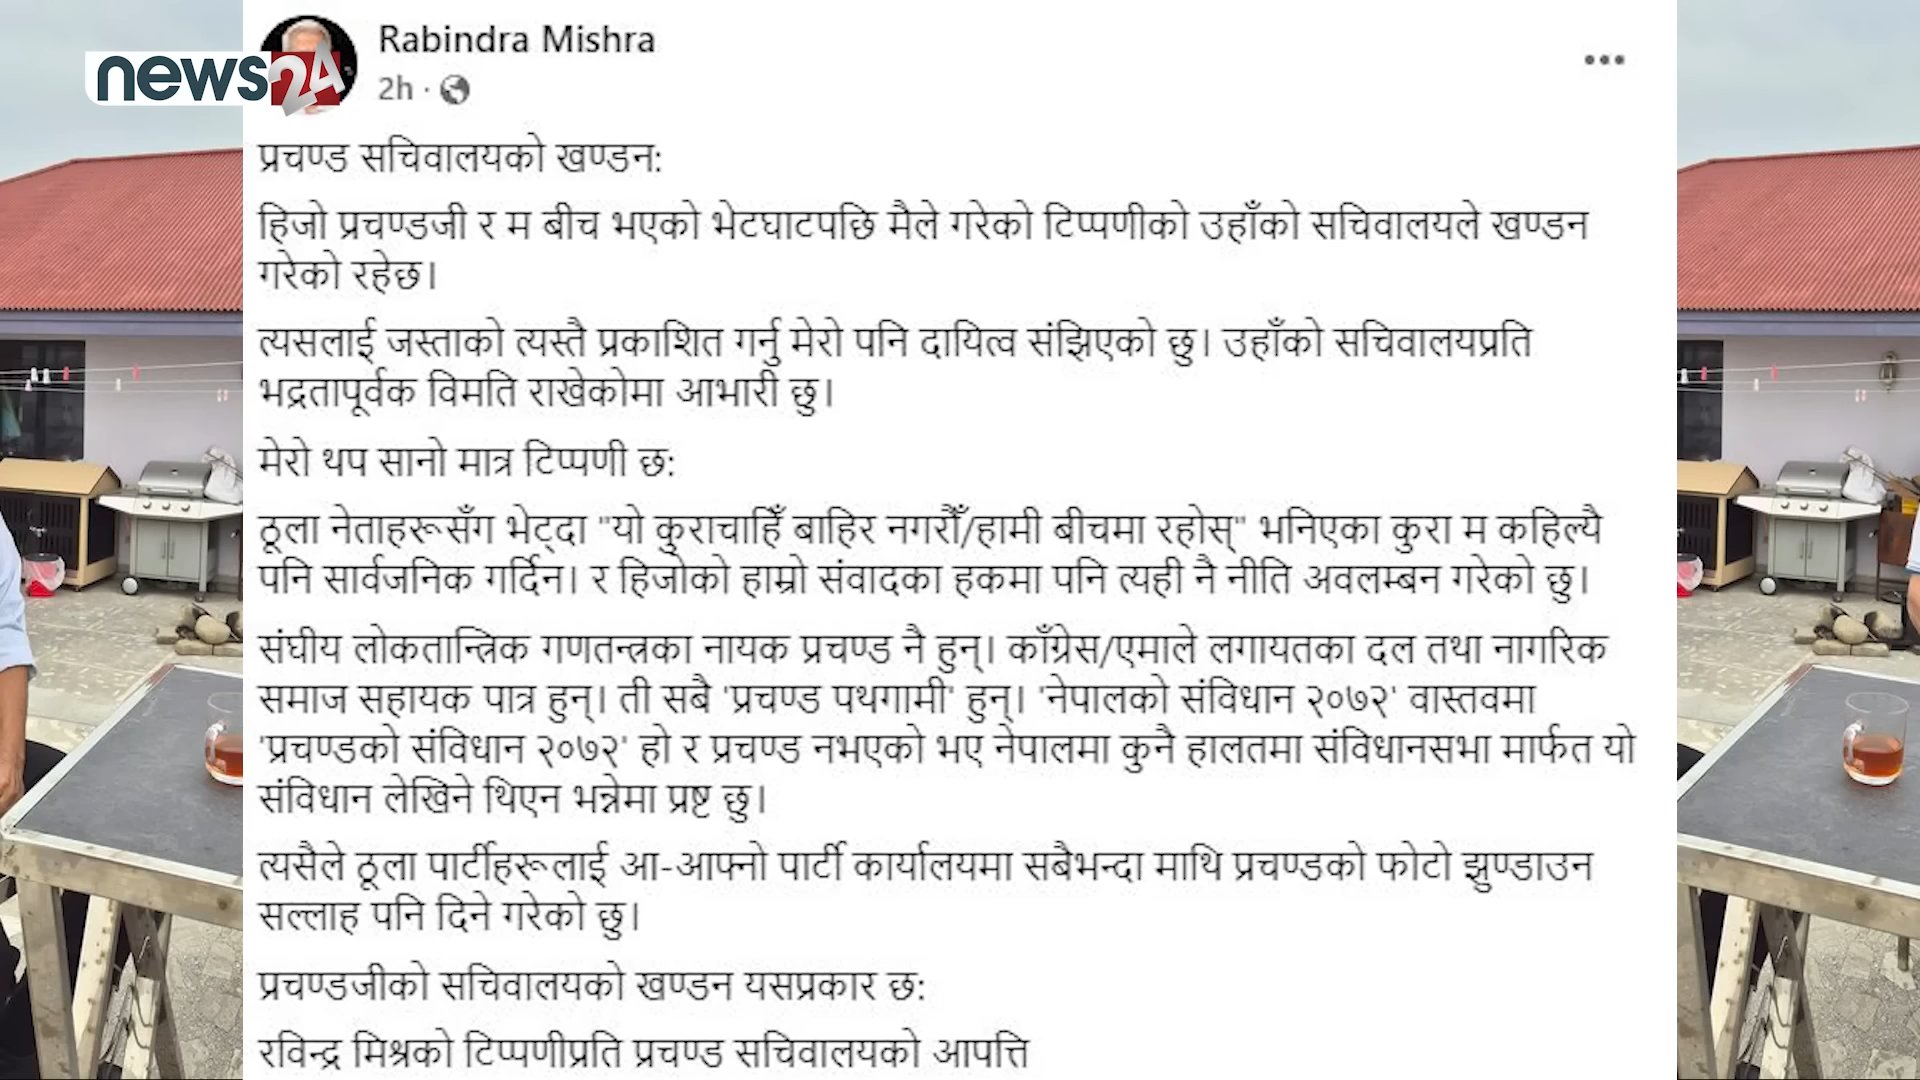 news24
Rabindra Mishra
2h ·
प्रचण्ड सचिवालयको खण्डन:
हिजो प्रचण्डजी र म बीच भएको भेटघाटपछि मैले गरेको टिप्पणीको उहाँको सचिवालयले खण्डन
गरेको रहेछ।
त्यसलाई जस्ताको त्यस्तै प्रकाशित गर्नु मेरो पनि दायित्व संझिएको छु। उहाँको सचिवालयप्रति
भद्रतापूर्वक विमति राखेकोमा आभारी छु।
मेरो थप सानो मात्र टिप्पणी छ:
ठूला नेताहरूसँग भेट्दा "यो कुराचाहिँ बाहिर नगरौँ/हामी बीचमा रहोस्" भनिएका कुरा म कहिल्यै
पनि सार्वजनिक गर्दिन। र हिजोको हाम्रो संवादका हकमा पनि त्यही नै नीति अवलम्बन गरेको छु।
संघीय लोकतान्त्रिक गणतन्त्रका नायक प्रचण्ड नै हुन्। काँग्रेस/एमाले लगायतका दल तथा नागरिक
समाज सहायक पात्र हुन्। ती सबै 'प्रचण्ड पथगामी' हुन्। 'नेपालको संविधान २०७२' वास्तवमा
'प्रचण्डको संविधान २०७२' हो र प्रचण्ड नभएको भए नेपालमा कुनै हालतमा संविधानसभा मार्फत यो
संविधान लेखिने थिएन भन्नेमा प्रष्ट छु।
त्यसैले ठूला पार्टीहरूलाई आ-आफ्नो पार्टी कार्यालयमा सबैभन्दा माथि प्रचण्डको फोटो झुण्डाउन
सल्लाह पनि दिने गरेको छु।
प्रचण्डजीको सचिवालयको खण्डन यसप्रकार छ:
रविन्द्र मिश्रको टिप्पणीप्रति प्रचण्ड सचिवालयको आपत्ति